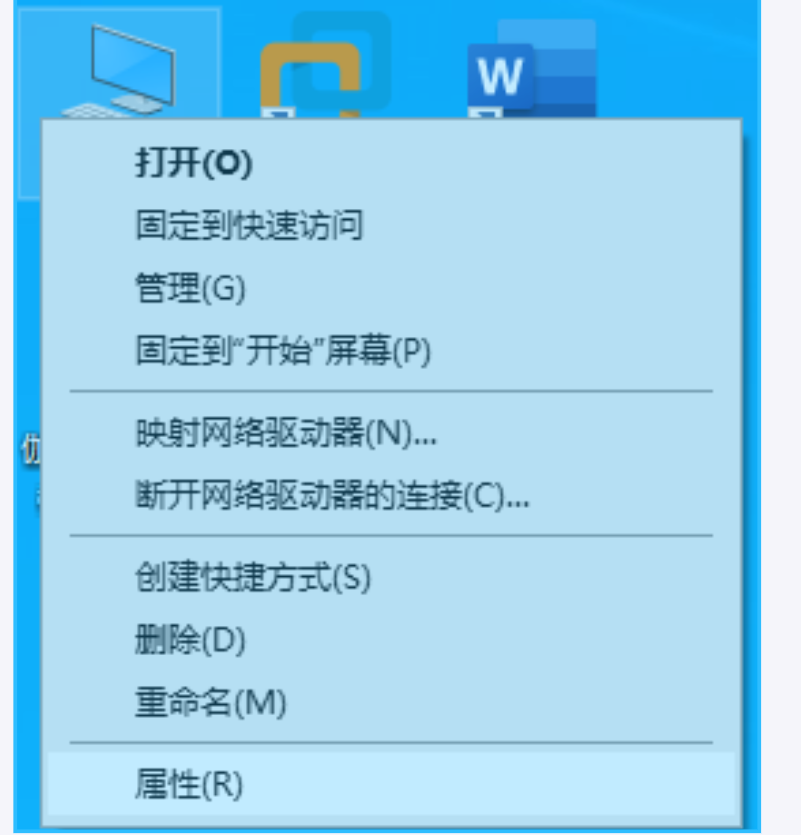 W
打开(O)
固定到快速访问
管理(G)
固定到"开始"屏幕(P)
映射网络驱动器(N)...
断开网络驱动器的连接(C)...
创建快捷方式(S)
删除(D)
重命名(M)
属性(R)